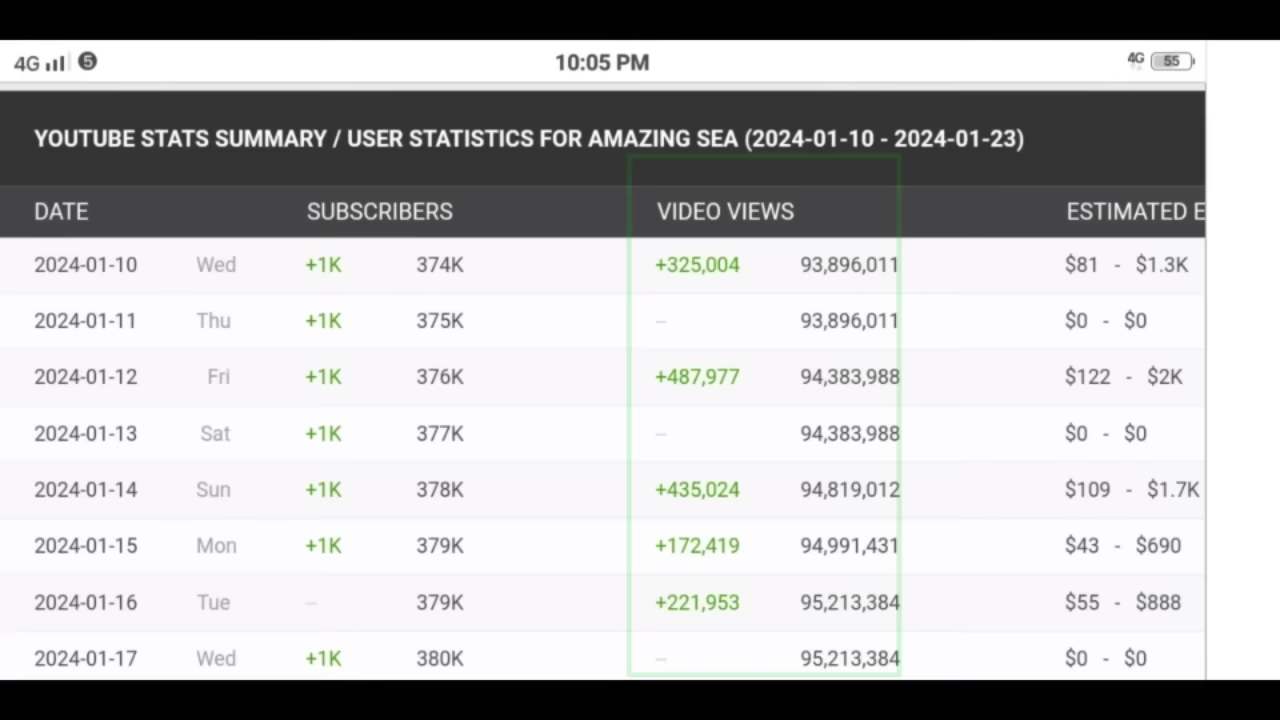 4G 5 10:05 PM 4G 55
YOUTUBE STATS SUMMARY / USER STATISTICS FOR AMAZING SEA (2024-01-10 - 2024-01-23)
DATE SUBSCRIBERS VIDEO VIEWS ESTIMATED E
2024-01-10 Wed +1K 374K +325,004 93,896,011 $81 - $1.3K
2024-01-11 Thu +1K 375K -- 93,896,011 $0 - $0
2024-01-12 Fri +1K 376K +487,977 94,383,988 $122 - $2K
2024-01-13 Sat +1K 377K -- 94,383,988 $0 - $0
2024-01-14 Sun +1K 378K +435,024 94,819,012 $109 - $1.7K
2024-01-15 Mon +1K 379K +172,419 94,991,431 $43 - $690
2024-01-16 Tue -- 379K +221,953 95,213,384 $55 - $888
2024-01-17 Wed +1K 380K -- 95,213,384 $0 - $0